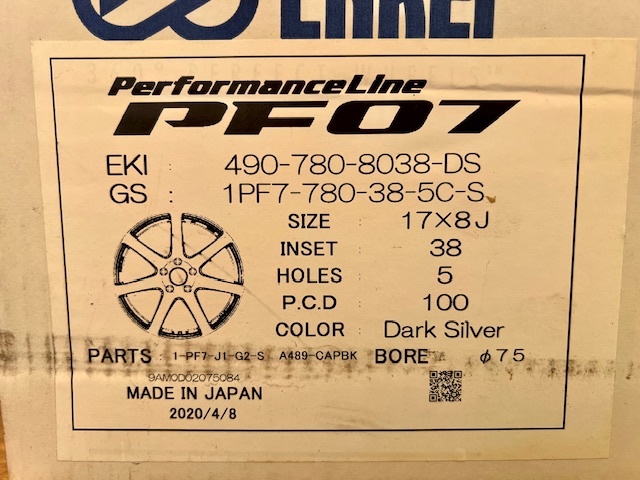 ENKEI
PerformanceLine
PF07
EKI : 490-780-8038-DS
GS : 1PF7-780-38-5C-S
SIZE : 17×8J
INSET : 38
HOLES : 5
P.C.D : 100
COLOR : Dark Silver
PARTS : 1-PF7-J1-G2-S A489-CAPBK BORE : φ75
9AM0D02075084
MADE IN JAPAN
2020/4/8